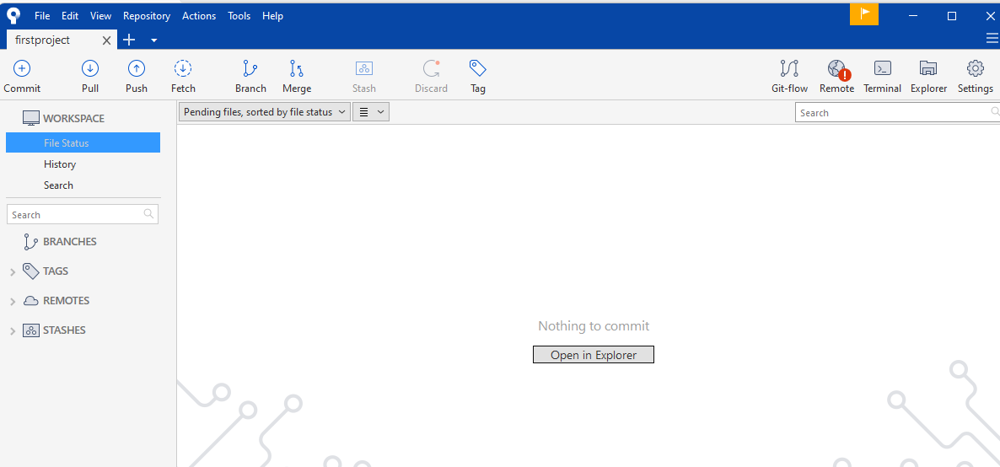 File Edit View Repository Actions Tools Help
firstproject
Commit Pull Push Fetch Branch Merge Stash Discard Tag Git-flow Remote Terminal Explorer Settings
WORKSPACE
Pending files, sorted by file status
Search
File Status
History
Search
Search
BRANCHES
TAGS
REMOTES
STASHES
Nothing to commit
Open in Explorer